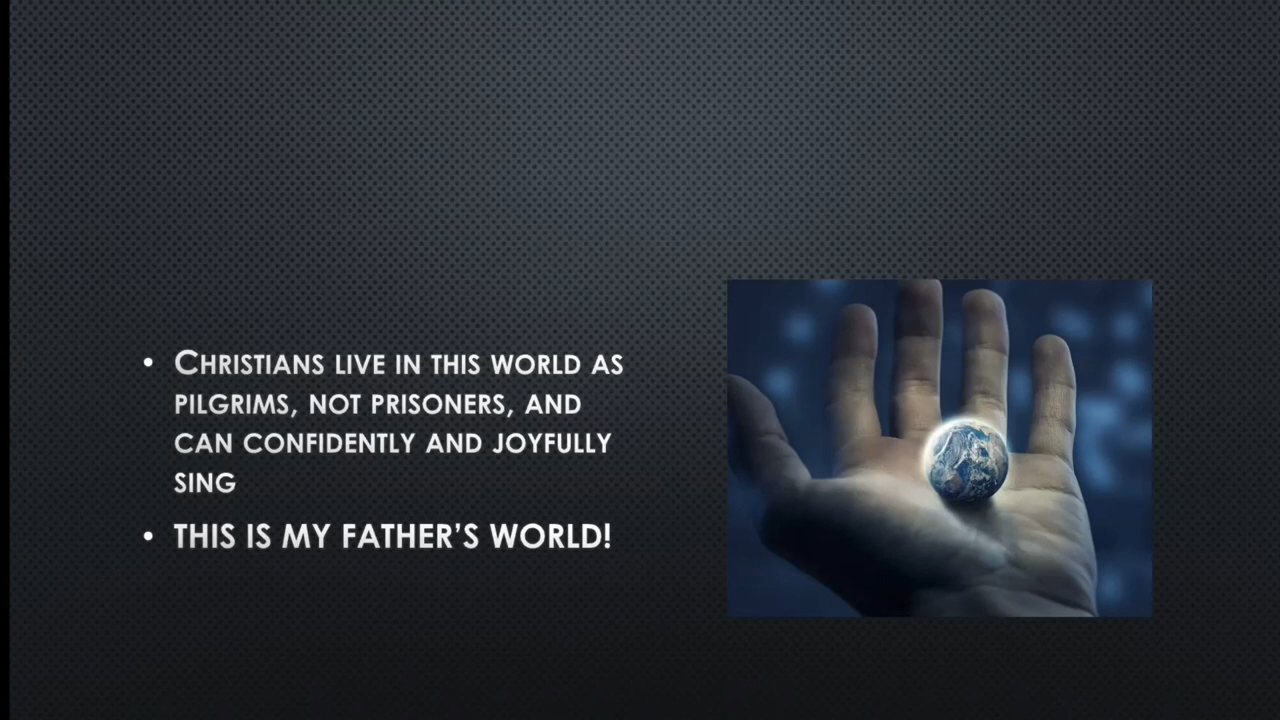 • Christians live in this world as
pilgrims, not prisoners, and
can confidently and joyfully
sing
• THIS IS MY FATHER’S WORLD!